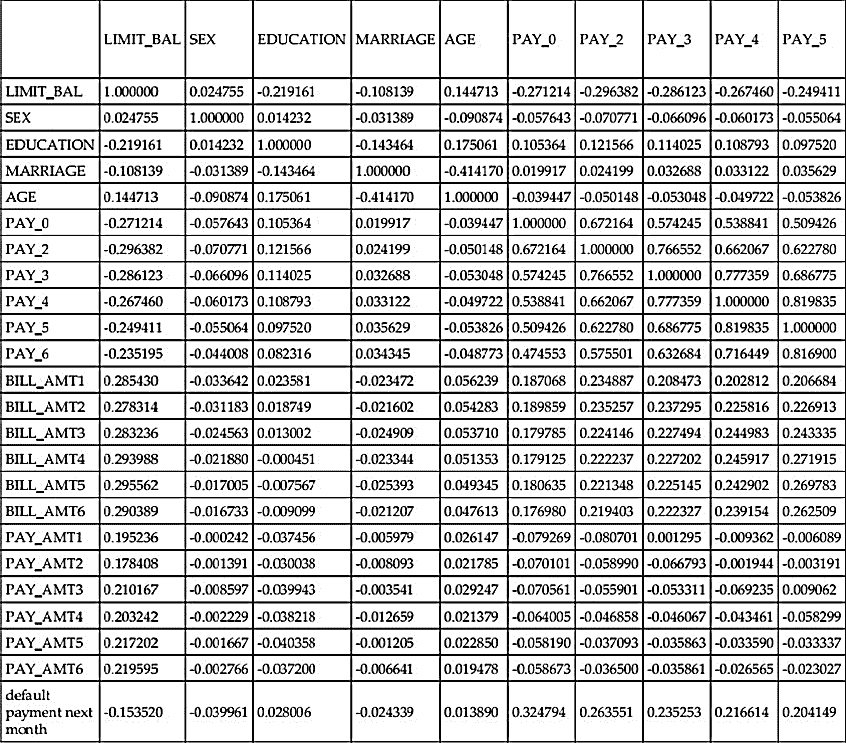 LIMIT_BAL SEX EDUCATION MARRIAGE AGE PAY_0 PAY_2 PAY_3 PAY_4 PAY_5
LIMIT_BAL 1.000000 0.024755 -0.219161 -0.108139 0.144713 -0.271214 -0.296382 -0.286123 -0.267460 -0.249411
SEX 0.024755 1.000000 0.014232 -0.031389 -0.090874 -0.057643 -0.070771 -0.066096 -0.060173 -0.055064
EDUCATION -0.219161 0.014232 1.000000 -0.143464 0.175061 0.105364 0.121566 0.114025 0.108793 0.097520
MARRIAGE -0.108139 -0.031389 -0.143464 1.000000 -0.414170 0.019917 0.024199 0.032688 0.033122 0.035629
AGE 0.144713 -0.090874 0.175061 -0.414170 1.000000 -0.039447 -0.050148 -0.053048 -0.049722 -0.053826
PAY_0 -0.271214 -0.057643 0.105364 0.019917 -0.039447 1.000000 0.672164 0.574245 0.538841 0.509426
PAY_2 -0.296382 -0.070771 0.121566 0.024199 -0.050148 0.672164 1.000000 0.766552 0.662067 0.622780
PAY_3 -0.286123 -0.066096 0.114025 0.032688 -0.053048 0.574245 0.766552 1.000000 0.777359 0.686775
PAY_4 -0.267460 -0.060173 0.108793 0.033122 -0.049722 0.538841 0.662067 0.777359 1.000000 0.819835
PAY_5 -0.249411 -0.055064 0.097520 0.035629 -0.053826 0.509426 0.622780 0.686775 0.819835 1.000000
PAY_6 -0.235195 -0.044008 0.082316 0.034345 -0.048773 0.474553 0.575501 0.632684 0.716449 0.816900
BILL_AMT1 0.285430 -0.033642 0.023581 -0.023472 0.056239 0.187068 0.234887 0.208473 0.202812 0.206684
BILL_AMT2 0.278314 -0.031183 0.018749 -0.021602 0.054283 0.189859 0.235257 0.237295 0.225816 0.226913
BILL_AMT3 0.283236 -0.024563 0.013002 -0.024909 0.053710 0.179785 0.224146 0.227494 0.244983 0.243335
BILL_AMT4 0.293988 -0.021880 -0.000451 -0.023344 0.051353 0.179125 0.222237 0.227202 0.245917 0.271915
BILL_AMT5 0.295562 -0.017005 -0.007567 -0.025393 0.049345 0.180635 0.221348 0.225145 0.242902 0.269783
BILL_AMT6 0.290389 -0.016733 -0.009099 -0.021207 0.047613 0.176980 0.219403 0.222327 0.239154 0.262509
PAY_AMT1 0.195236 -0.000242 -0.037456 -0.005979 0.026147 -0.079269 -0.080701 0.001295 -0.009362 -0.006089
PAY_AMT2 0.178408 -0.001391 -0.030038 -0.008093 0.021785 -0.070101 -0.058990 -0.066793 -0.001944 -0.003191
PAY_AMT3 0.210167 -0.008597 -0.039943 -0.003541 0.029247 -0.070561 -0.055901 -0.053311 -0.069235 0.009062
PAY_AMT4 0.203242 -0.002229 -0.038218 -0.012659 0.021379 -0.064005 -0.046858 -0.046067 -0.043461 -0.058299
PAY_AMT5 0.217202 -0.001667 -0.040358 -0.001205 0.022850 -0.058190 -0.037093 -0.035863 -0.033590 -0.033337
PAY_AMT6 0.219595 -0.002766 -0.037200 -0.006641 0.019478 -0.058673 -0.036500 -0.035861 -0.026565 -0.023027
default
payment next -0.153520 -0.039961 0.028006 -0.024339 0.013890 0.324794 0.263551 0.235253 0.216614 0.204149
month